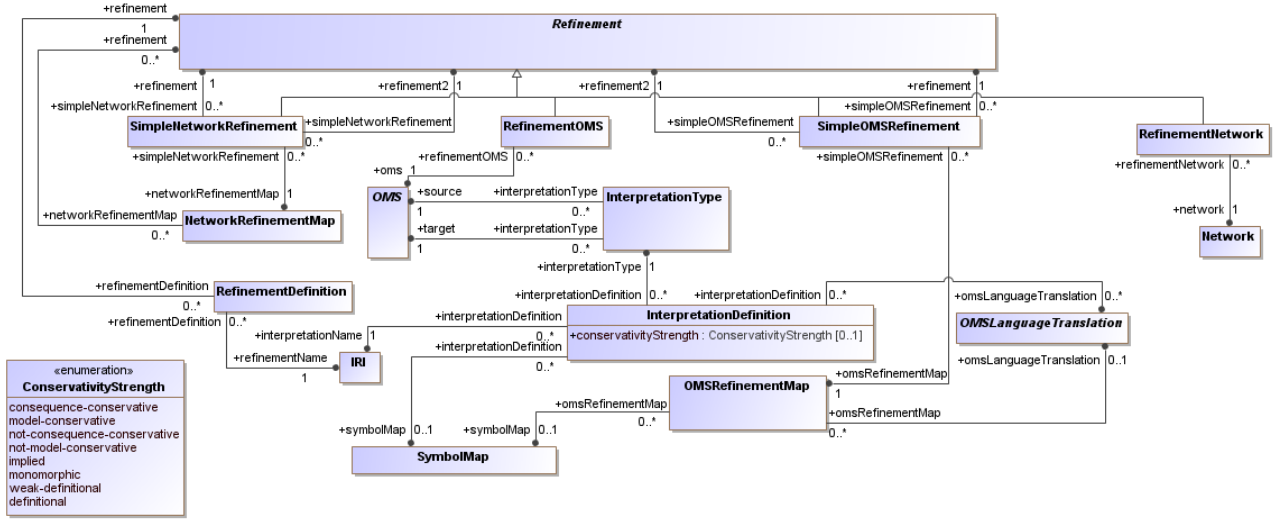 +refinement
1
Refinement
+refinement
0..*
+refinement
1
+refinement2
1
+refinement2
1
+refinement
1
+simpleNetworkRefinement
0..*
+simpleOMSRefinement
0..*
SimpleNetworkRefinement
+simpleNetworkRefinement
0..*
RefinementOMS
+simpleOMSRefinement
0..*
SimpleOMSRefinement
RefinementNetwork
+simpleNetworkRefinement
0..*
+refinementOMS
0..*
+simpleOMSRefinement
0..*
+refinementNetwork
0..*
+oms
1
+networkRefinementMap
1
OMS
+source
1
+interpretationType
0..*
InterpretationType
+networkRefinementMap
0..*
NetworkRefinementMap
+target
1
+interpretationType
0..*
+network
1
Network
+interpretationType
1
+refinementDefinition
0..*
RefinementDefinition
+interpretationDefinition
0..*
+interpretationDefinition
0..*
+omsLanguageTranslation
0..*
+refinementDefinition
0..*
+interpretationName
1
+interpretationDefinition
0..*
InterpretationDefinition
+conservativityStrength : ConservativityStrength [0..1]
OMSLanguageTranslation
+refinementName
1
IRI
+interpretationDefinition
0..*
+omsLanguageTranslation
0..1
«enumeration»
ConservativityStrength
consequence-conservative
model-conservative
not-consequence-conservative
not-model-conservative
implied
monomorphic
weak-definitional
definitional
OMSRefinementMap
+omsRefinementMap
1
+omsRefinementMap
0..*
+omsRefinementMap
0..*
+symbolMap
0..1
+symbolMap
0..1
SymbolMap